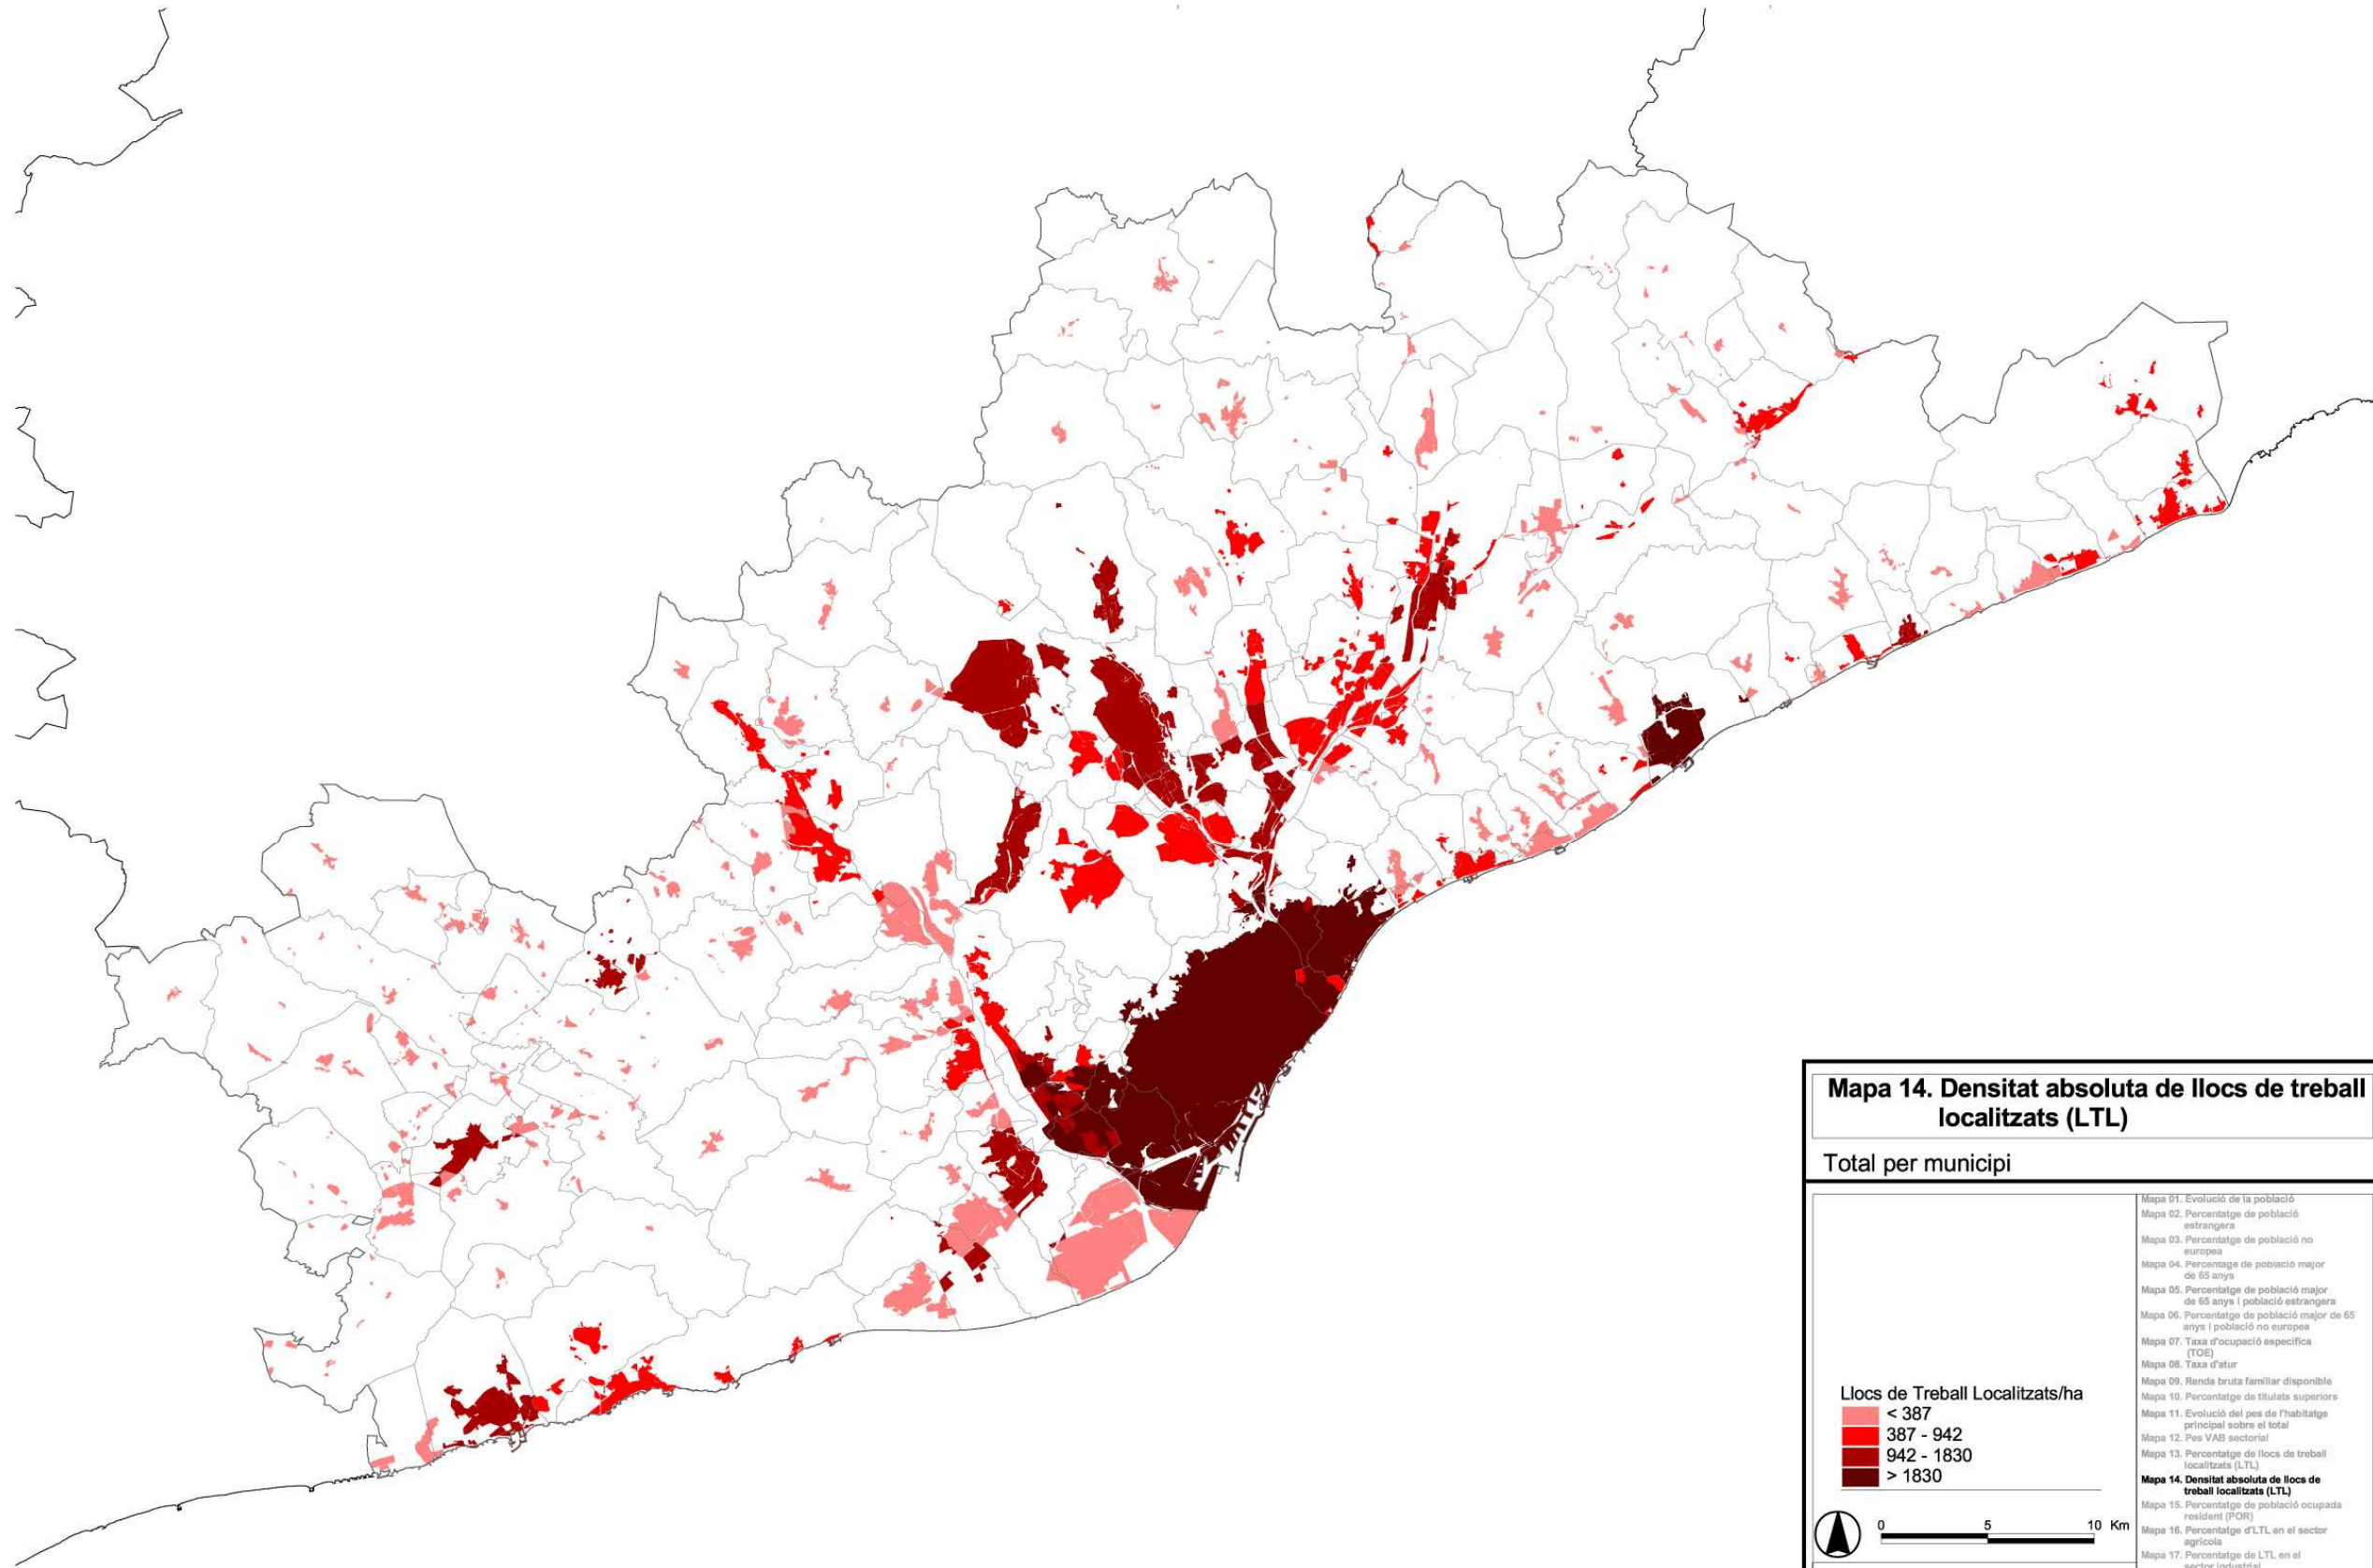 Mapa 14. Densitat absoluta de llocs de treball
localitzats (LTL)
Total per municipi
Mapa 01. Evolució de la població
Mapa 02. Percentatge de població
estrangera
Mapa 03. Percentatge de població no
europea
Mapa 04. Percentage de població major
de 65 anys
Mapa 05. Percentatge de població major
de 65 anys i població estrangera
Mapa 06. Percentatge de població major de 65
anys i població no europea
Mapa 07. Taxa d'ocupació específica
(TOE)
Mapa 08. Taxa d'atur
Mapa 09. Renda bruta familiar disponible
Mapa 10. Percentatge de titulats superiors
Mapa 11. Evolució del pes de l'habitatge
principal sobre el total
Mapa 12. Pes VAB sectorial
Mapa 13. Percentatge de llocs de treball
localitzats (LTL)
Mapa 14. Densitat absoluta de llocs de
treball localitzats (LTL)
Mapa 15. Percentatge de població ocupada
resident (POR)
Mapa 16. Percentatge d'LTL en el sector
agrícola
Mapa 17. Percentatge de LTL en el
sector industrial
Llocs de Treball Localitzats/ha
< 387
387 - 942
942 - 1830
> 1830
0 5 10 Km